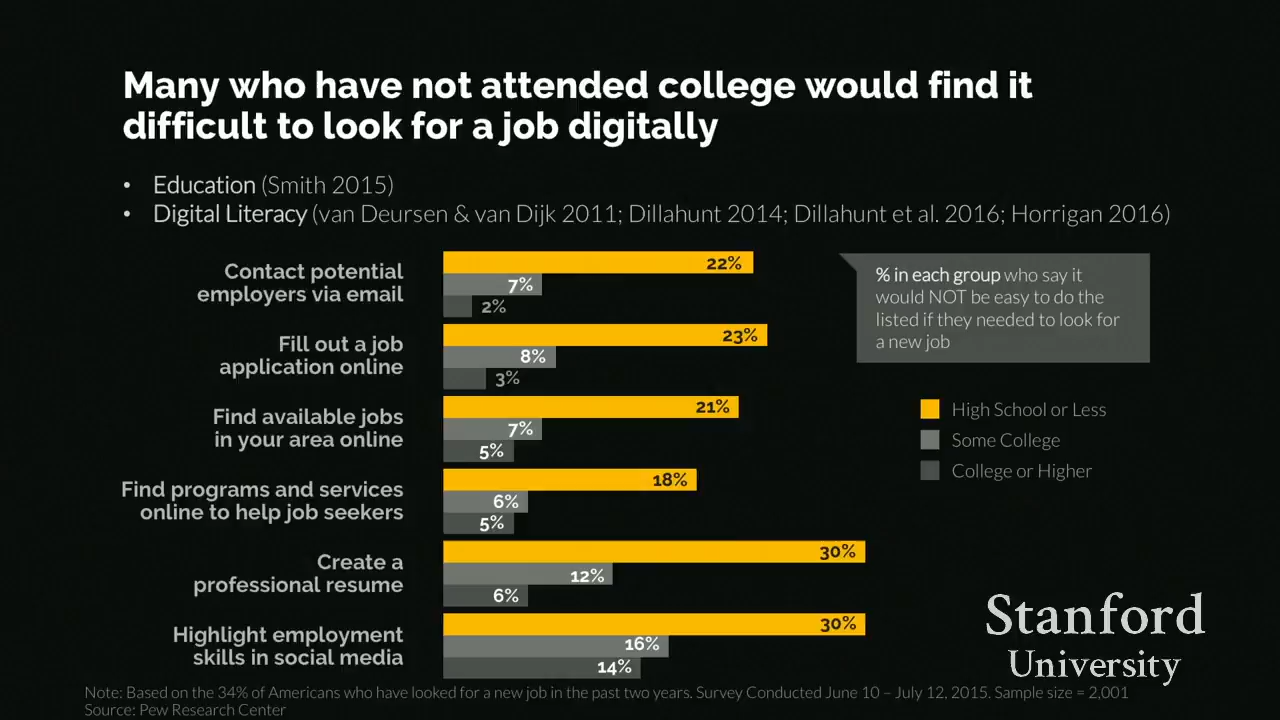 Many who have not attended college would find it
difficult to look for a job digitally
• Education (Smith 2015)
• Digital Literacy (van Deursen & van Dijk 2011; Dillahunt 2014; Dillahunt et al. 2016; Horrigan 2016)
Contact potential
employers via email
22%
7%
2%
Fill out a job
application online
23%
8%
3%
Find available jobs
in your area online
21%
7%
5%
Find programs and services
online to help job seekers
18%
6%
5%
Create a
professional resume
30%
12%
6%
Highlight employment
skills in social media
30%
16%
14%
% in each group who say it
would NOT be easy to do the
listed if they needed to look for
a new job
High School or Less
Some College
College or Higher
Stanford
University
Note: Based on the 34% of Americans who have looked for a new job in the past two years. Survey Conducted June 10 – July 12, 2015. Sample size = 2,001
Source: Pew Research Center